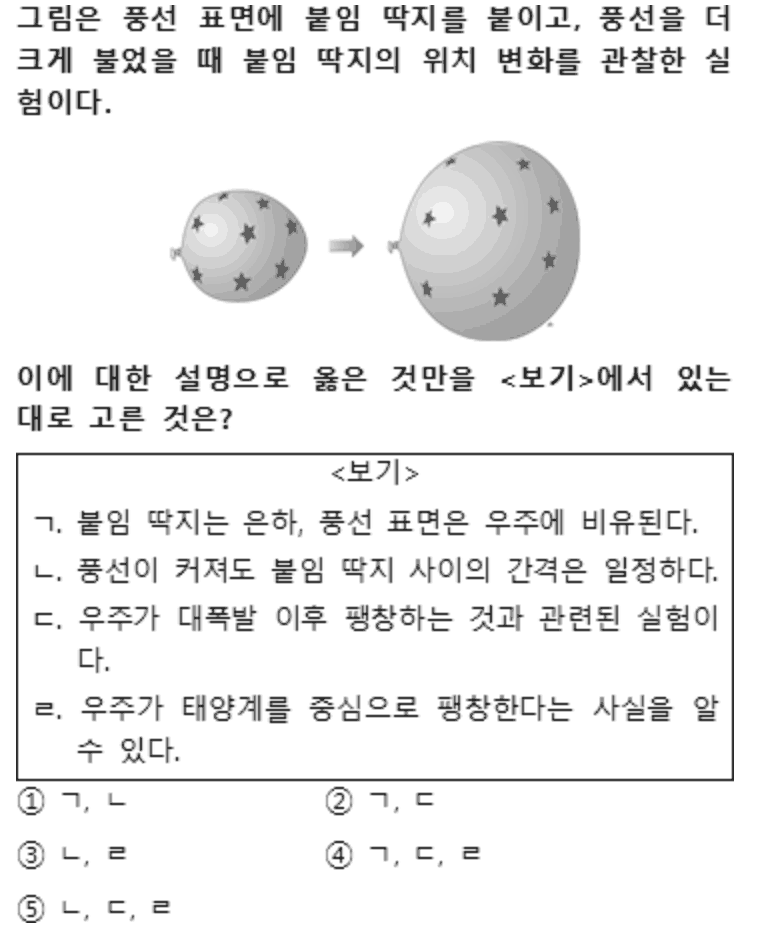 그림은 풍선 표면에 붙임 딱지를 붙이고, 풍선을 더
크게 불었을 때 붙임 딱지의 위치 변화를 관찰한 실
험이다.
이에 대한 설명으로 옳은 것만을 <보기>에서 있는
대로 고른 것은?
<보기>
ㄱ. 붙임 딱지는 은하, 풍선 표면은 우주에 비유된다.
ㄴ. 풍선이 커져도 붙임 딱지 사이의 간격은 일정하다.
ㄷ. 우주가 대폭발 이후 팽창하는 것과 관련된 실험이
다.
ㄹ. 우주가 태양계를 중심으로 팽창한다는 사실을 알
수 있다.
① ㄱ, ㄴ ② ㄱ, ㄷ
③ ㄴ, ㄹ ④ ㄱ, ㄷ, ㄹ
⑤ ㄴ, ㄷ, ㄹ